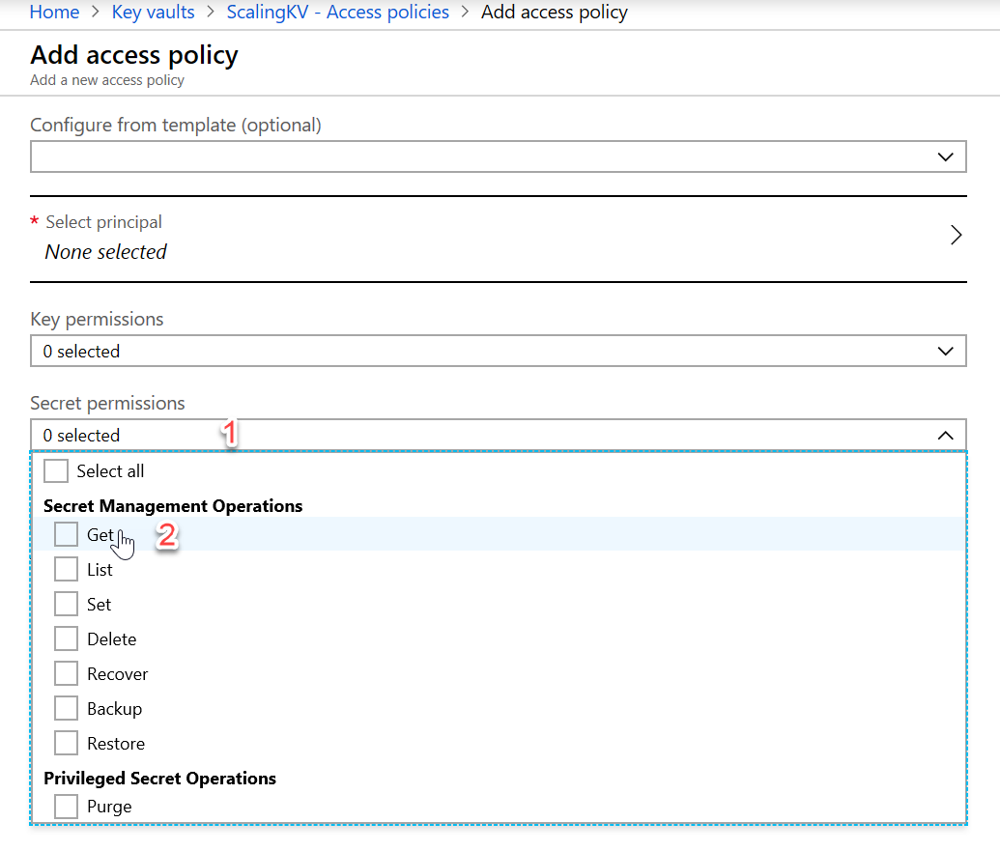 Home > Key vaults > ScalingKV - Access policies > Add access policy
Add access policy
Add a new access policy
Configure from template (optional)
* Select principal
None selected
Key permissions
0 selected
Secret permissions
0 selected 1
Select all
Secret Management Operations
Get 2
List
Set
Delete
Recover
Backup
Restore
Privileged Secret Operations
Purge